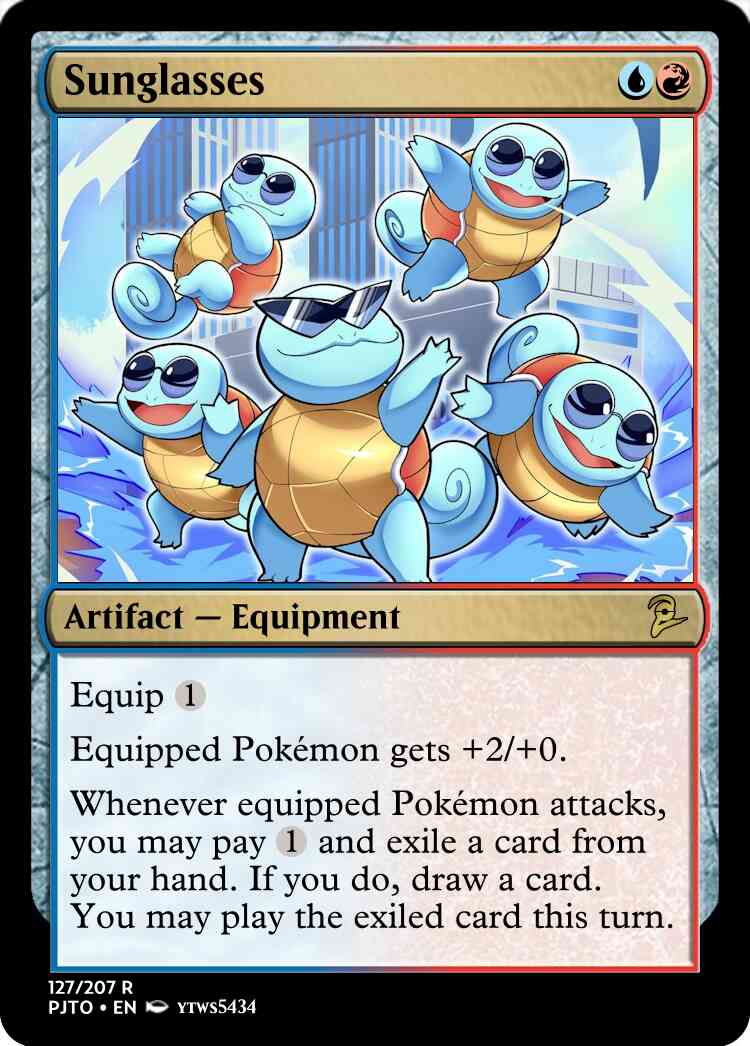 Sunglasses
Artifact — Equipment
Equip 1
Equipped Pokémon gets +2/+0.
Whenever equipped Pokémon attacks,
you may pay 1 and exile a card from
your hand. If you do, draw a card.
You may play the exiled card this turn.
127/207 R
PJTO • EN YTWS5434